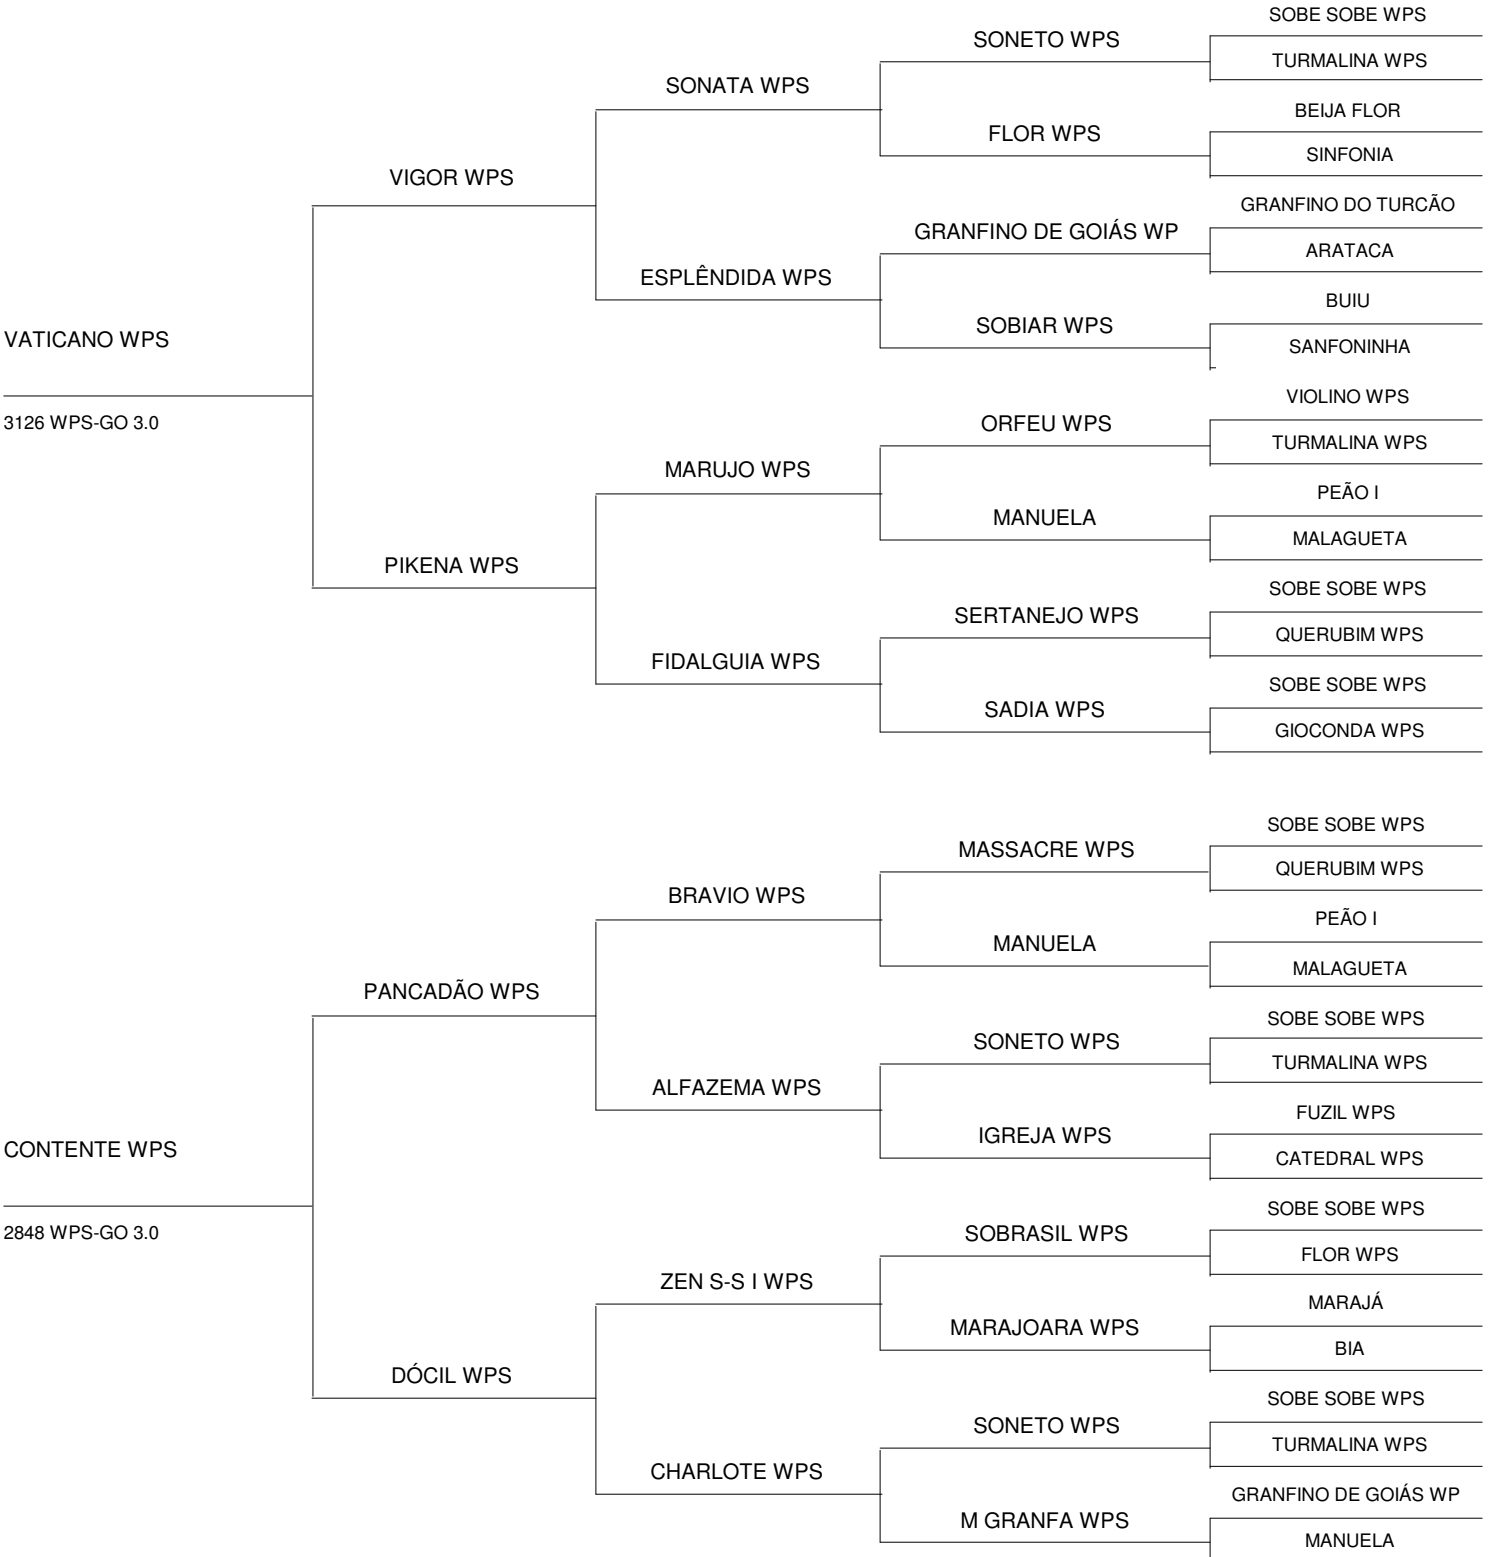 SOBE SOBE WPS
SONETO WPS
TURMALINA WPS
SONATA WPS
BEIJA FLOR
FLOR WPS
SINFONIA
VIGOR WPS
GRANFINO DO TURCÃO
GRANFINO DE GOIÁS WP
ARATACA
ESPLÊNDIDA WPS
BUIU
SOBIAR WPS
SANFONINHA
VATICANO WPS
3126 WPS-GO 3.0
VIOLINO WPS
ORFEU WPS
TURMALINA WPS
MARUJO WPS
PEÃO I
MANUELA
MALAGUETA
PIKENA WPS
SOBE SOBE WPS
SERTANEJO WPS
QUERUBIM WPS
FIDALGUIA WPS
SOBE SOBE WPS
SADIA WPS
GIOCONDA WPS
SOBE SOBE WPS
MASSACRE WPS
QUERUBIM WPS
BRAVIO WPS
PEÃO I
MANUELA
MALAGUETA
PANCADÃO WPS
SOBE SOBE WPS
SONETO WPS
TURMALINA WPS
ALFAZEMA WPS
FUZIL WPS
IGREJA WPS
CATEDRAL WPS
CONTENTE WPS
2848 WPS-GO 3.0
SOBE SOBE WPS
SOBRASIL WPS
FLOR WPS
ZEN S-S I WPS
MARAJÁ
MARAJOARA WPS
BIA
DÓCIL WPS
SOBE SOBE WPS
SONETO WPS
TURMALINA WPS
CHARLOTE WPS
GRANFINO DE GOIÁS WP
M GRANFA WPS
MANUELA